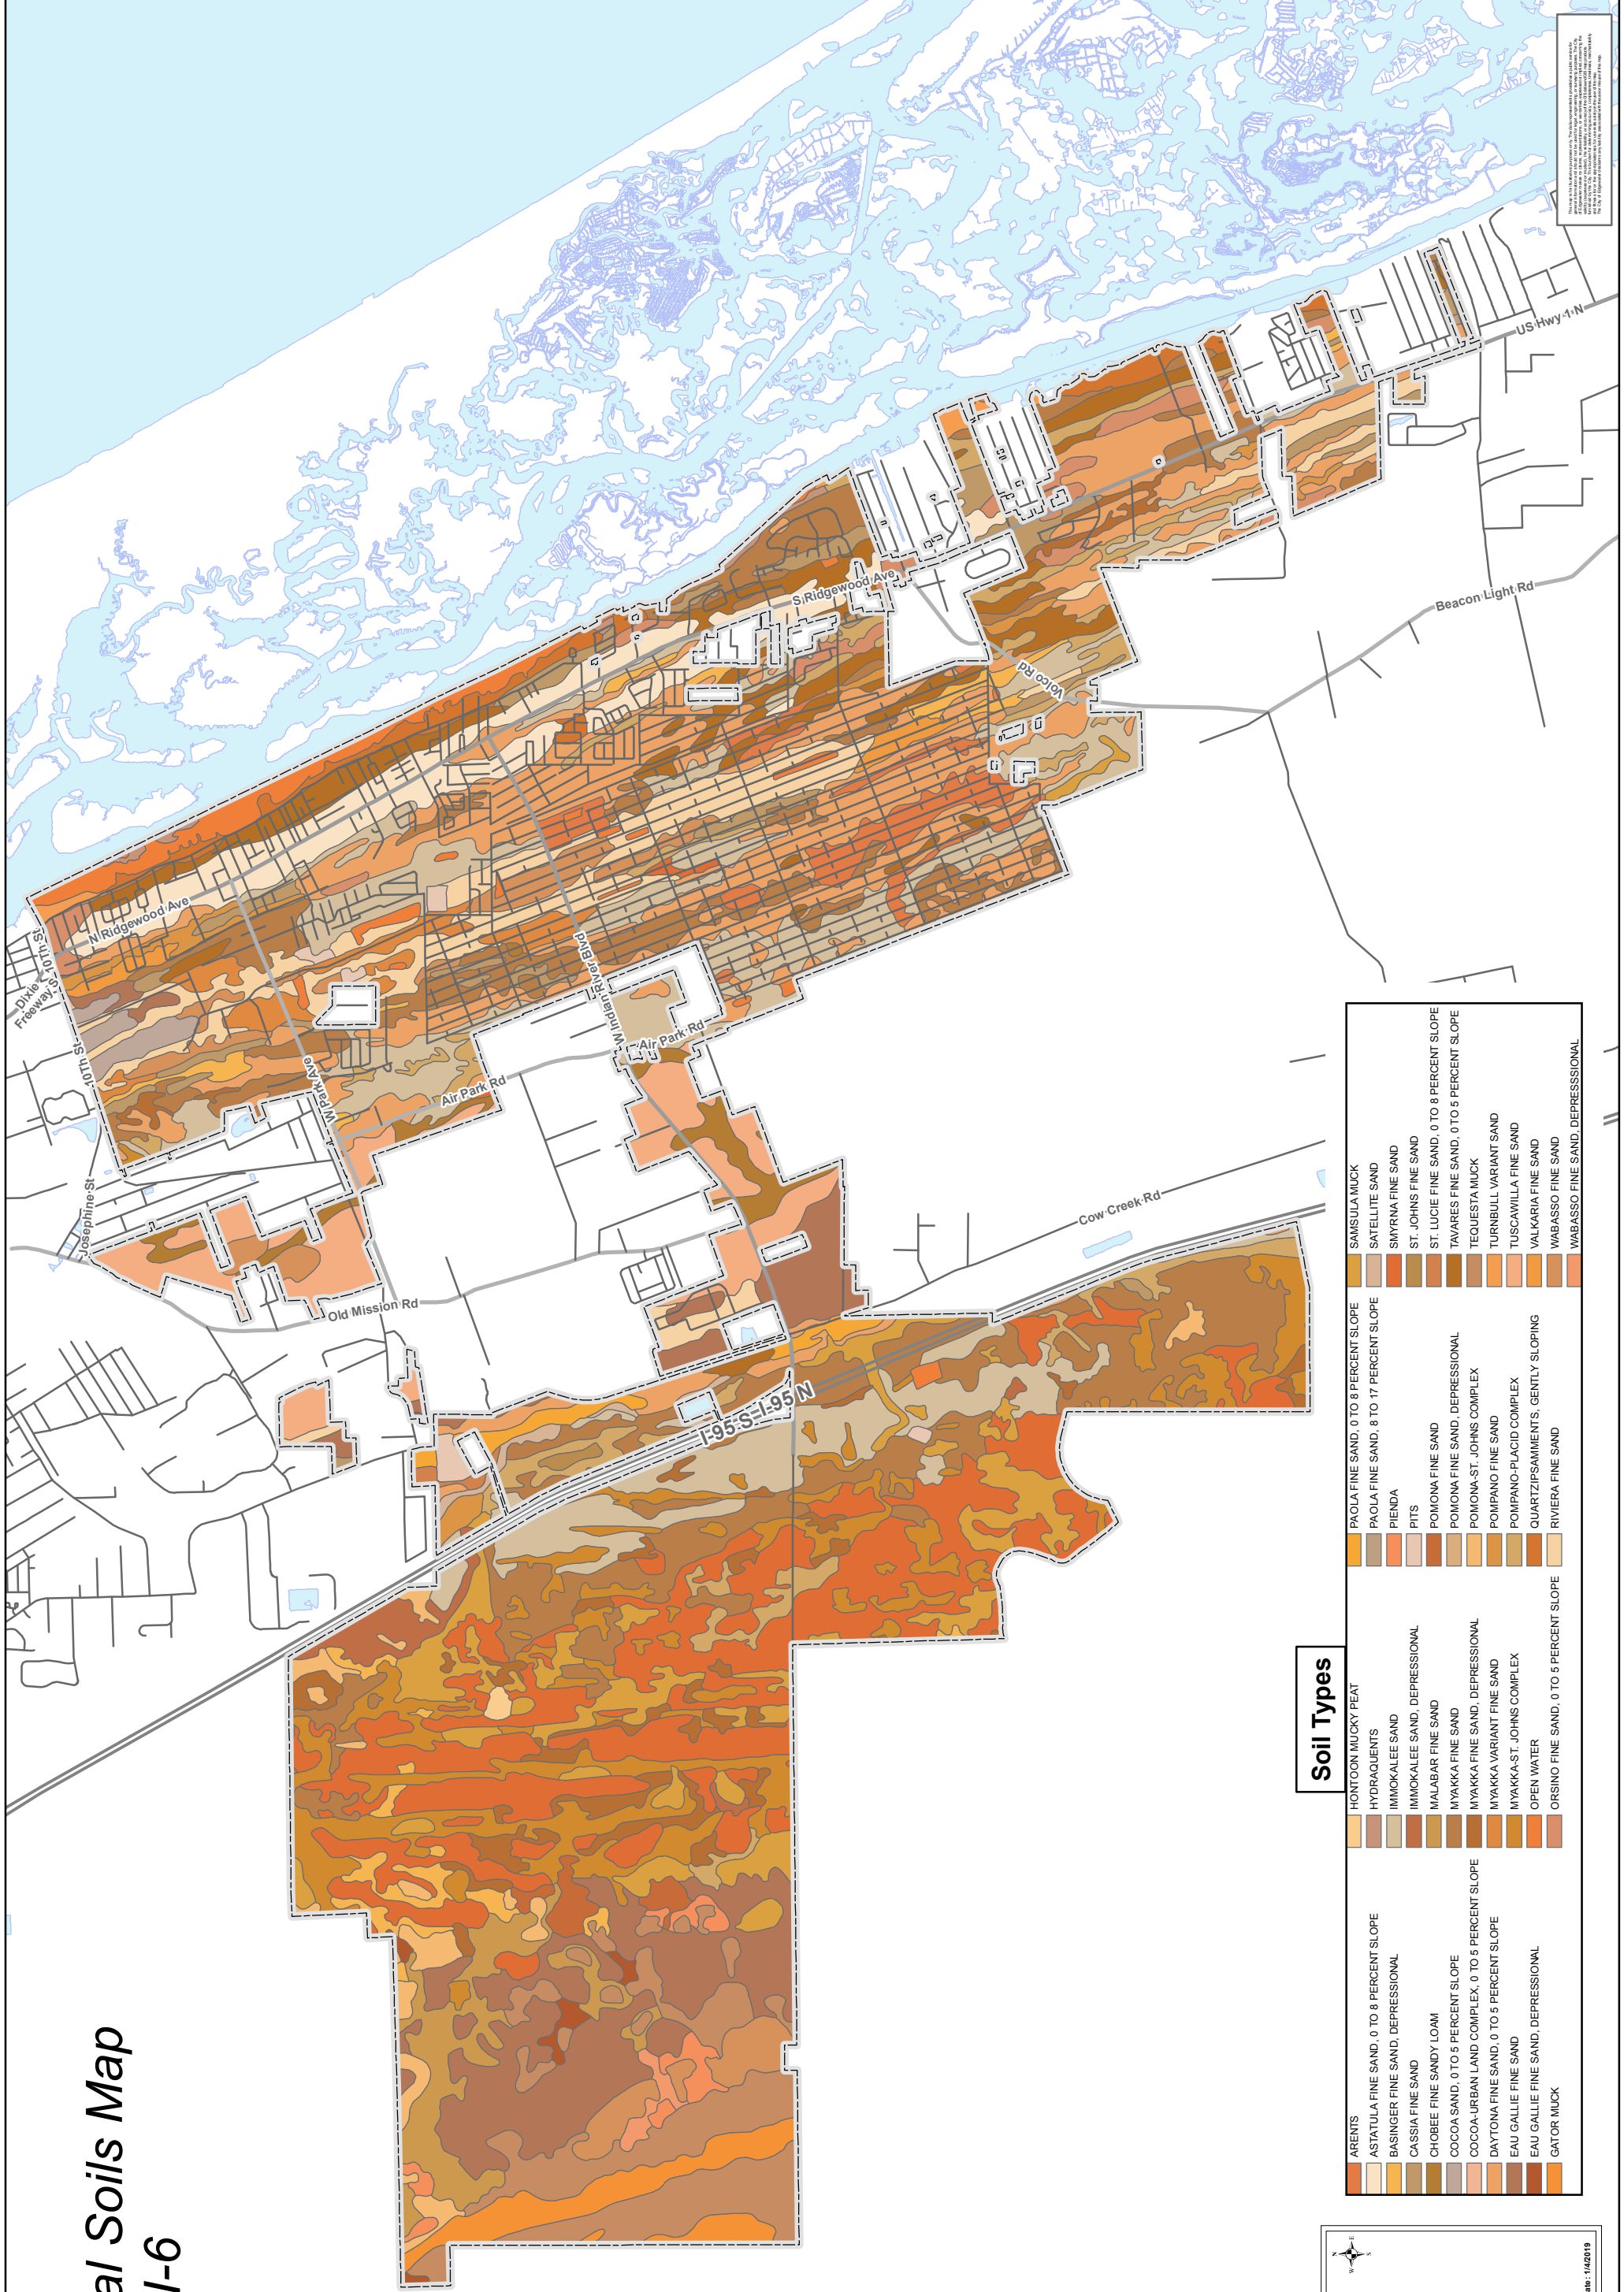 al Soils Map
I-6
Dixie
Freeway S
10Th St
10Th St
N Ridgewood Ave
Josephine St
W Park Ave
Air Park Rd
Old Mission Rd
W Indian River Blvd
Air Park Rd
S Ridgewood Ave
Volco Rd
Beacon Light Rd
US Hwy 1 N
Cow Creek Rd
I-95 S-I-95 N
Soil Types
ARENTS
ASTATULA FINE SAND, 0 TO 8 PERCENT SLOPE
BASINGER FINE SAND, DEPRESSIONAL
CASSIA FINE SAND
CHOBEE FINE SANDY LOAM
COCOA SAND, 0 TO 5 PERCENT SLOPE
COCOA-URBAN LAND COMPLEX, 0 TO 5 PERCENT SLOPE
DAYTONA FINE SAND, 0 TO 5 PERCENT SLOPE
EAU GALLIE FINE SAND
EAU GALLIE FINE SAND, DEPRESSIONAL
GATOR MUCK
HONTOON MUCKY PEAT
HYDRAQUENTS
IMMOKALEE SAND
IMMOKALEE SAND, DEPRESSIONAL
MALABAR FINE SAND
MYAKKA FINE SAND
MYAKKA FINE SAND, DEPRESSIONAL
MYAKKA VARIANT FINE SAND
MYAKKA-ST. JOHNS COMPLEX
OPEN WATER
ORSINO FINE SAND, 0 TO 5 PERCENT SLOPE
PAOLA FINE SAND, 0 TO 8 PERCENT SLOPE
PAOLA FINE SAND, 8 TO 17 PERCENT SLOPE
PIENDA
PITS
POMONA FINE SAND
POMONA FINE SAND, DEPRESSIONAL
POMONA-ST. JOHNS COMPLEX
POMPANO FINE SAND
POMPANO-PLACID COMPLEX
QUARTZIPSAMMENTS, GENTLY SLOPING
RIVIERA FINE SAND
SAMSULA MUCK
SATELLITE SAND
SMYRNA FINE SAND
ST. JOHNS FINE SAND
ST. LUCIE FINE SAND, 0 TO 8 PERCENT SLOPE
TAVARES FINE SAND, 0 TO 5 PERCENT SLOPE
TEQUESTA MUCK
TURNBULL VARIANT SAND
TUSCAWILLA FINE SAND
VALKARIA FINE SAND
WABASSO FINE SAND
WABASSO FINE SAND, DEPRESSSIONAL
N
W E
S
ate: 1/4/2019